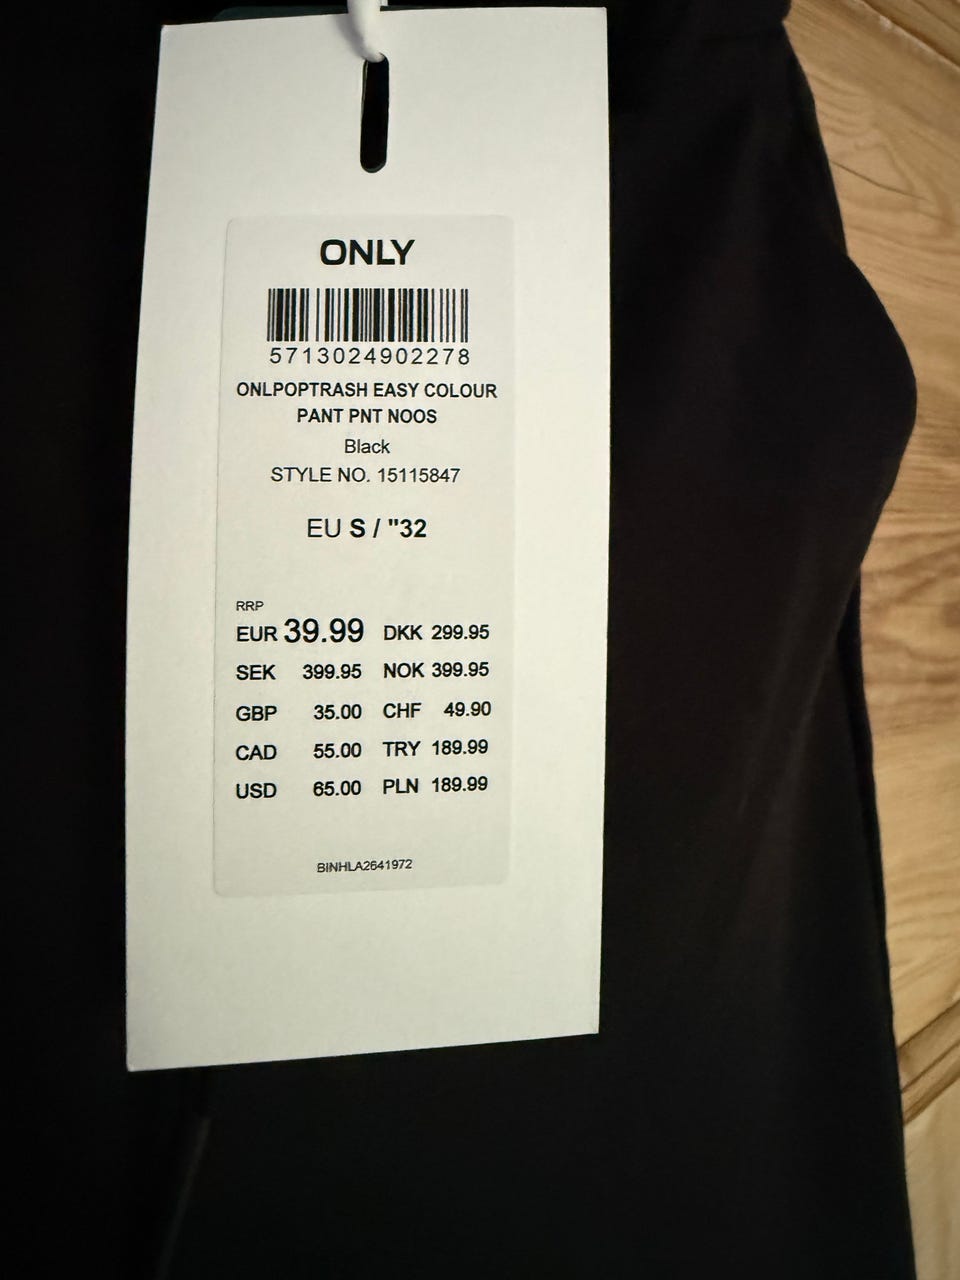 ONLY
5713024902278
ONLPOPTRASH EASY COLOUR
PANT PNT NOOS
Black
STYLE NO. 15115847
EU S / "32
RRP
EUR 39.99 DKK 299.95
SEK 399.95 NOK 399.95
GBP 35.00 CHF 49.90
CAD 55.00 TRY 189.99
USD 65.00 PLN 189.99
BINHLA2641972